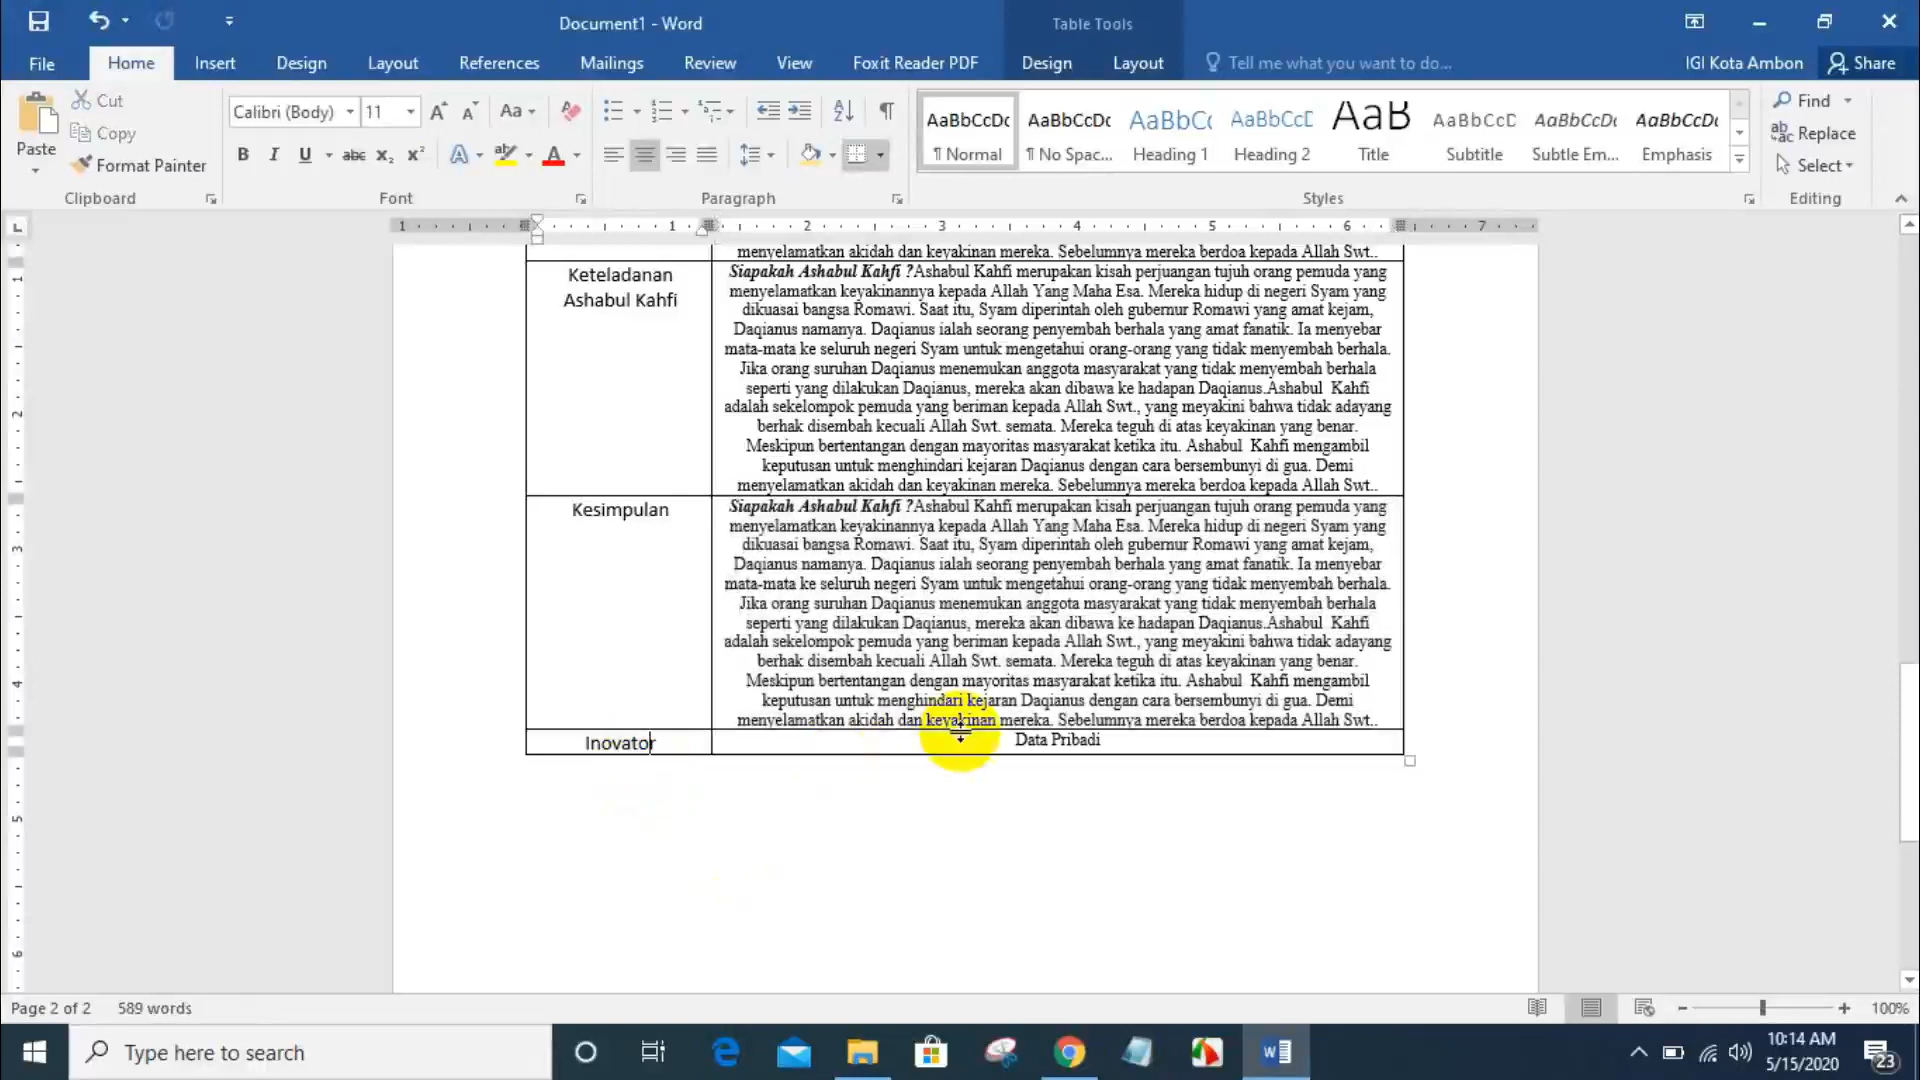 Document1 - Word
Table Tools
File
Home
Insert
Design
Layout
References
Mailings
Review
View
Foxit Reader PDF
Design
Layout
Tell me what you want to do...
IGI Kota Ambon
Share
Paste
Cut
Copy
Format Painter
Clipboard
Calibri (Body)
11
Font
Paragraph
AaBbCcDc
¶ Normal
AaBbCcDc
¶ No Spac...
AaBbC(
Heading 1
AaBbCcE
Heading 2
AaB
Title
AaBbCcD
Subtitle
AaBbCcDc
Subtle Em...
AaBbCcDc
Emphasis
Styles
Find
Replace
Select
Editing
1 1 2 3 4 5 6 7
menyelamatkan akidah dan keyakinan mereka. Sebelumnya mereka berdoa kepada Allah Swt..
Keteladanan
Ashabul Kahfi
Siapakah Ashabul Kahfi ?Ashabul Kahfi merupakan kisah perjuangan tujuh orang pemuda yang
menyelamatkan keyakinannya kepada Allah Yang Maha Esa. Mereka hidup di negeri Syam yang
dikuasai bangsa Romawi. Saat itu, Syam diperintah oleh gubernur Romawi yang amat kejam,
Daqianus namanya. Daqianus ialah seorang penyembah berhala yang amat fanatik. Ia menyebar
mata-mata ke seluruh negeri Syam untuk mengetahui orang-orang yang tidak menyembah berhala.
Jika orang suruhan Daqianus menemukan anggota masyarakat yang tidak menyembah berhala
seperti yang dilakukan Daqianus, mereka akan dibawa ke hadapan Daqianus.Ashabul Kahfi
adalah sekelompok pemuda yang beriman kepada Allah Swt., yang meyakini bahwa tidak adayang
berhak disembah kecuali Allah Swt. semata. Mereka teguh di atas keyakinan yang benar.
Meskipun bertentangan dengan mayoritas masyarakat ketika itu. Ashabul Kahfi mengambil
keputusan untuk menghindari kejaran Daqianus dengan cara bersembunyi di gua. Demi
menyelamatkan akidah dan keyakinan mereka. Sebelumnya mereka berdoa kepada Allah Swt..
Kesimpulan
Siapakah Ashabul Kahfi ?Ashabul Kahfi merupakan kisah perjuangan tujuh orang pemuda yang
menyelamatkan keyakinannya kepada Allah Yang Maha Esa. Mereka hidup di negeri Syam yang
dikuasai bangsa Romawi. Saat itu, Syam diperintah oleh gubernur Romawi yang amat kejam,
Daqianus namanya. Daqianus ialah seorang penyembah berhala yang amat fanatik. Ia menyebar
mata-mata ke seluruh negeri Syam untuk mengetahui orang-orang yang tidak menyembah berhala.
Jika orang suruhan Daqianus menemukan anggota masyarakat yang tidak menyembah berhala
seperti yang dilakukan Daqianus, mereka akan dibawa ke hadapan Daqianus.Ashabul Kahfi
adalah sekelompok pemuda yang beriman kepada Allah Swt., yang meyakini bahwa tidak adayang
berhak disembah kecuali Allah Swt. semata. Mereka teguh di atas keyakinan yang benar.
Meskipun bertentangan dengan mayoritas masyarakat ketika itu. Ashabul Kahfi mengambil
keputusan untuk menghindari kejaran Daqianus dengan cara bersembunyi di gua. Demi
menyelamatkan akidah dan keyakinan mereka. Sebelumnya mereka berdoa kepada Allah Swt..
Inovator
Data Pribadi
Page 2 of 2
589 words
100%
Type here to search
10:14 AM
5/15/2020
23